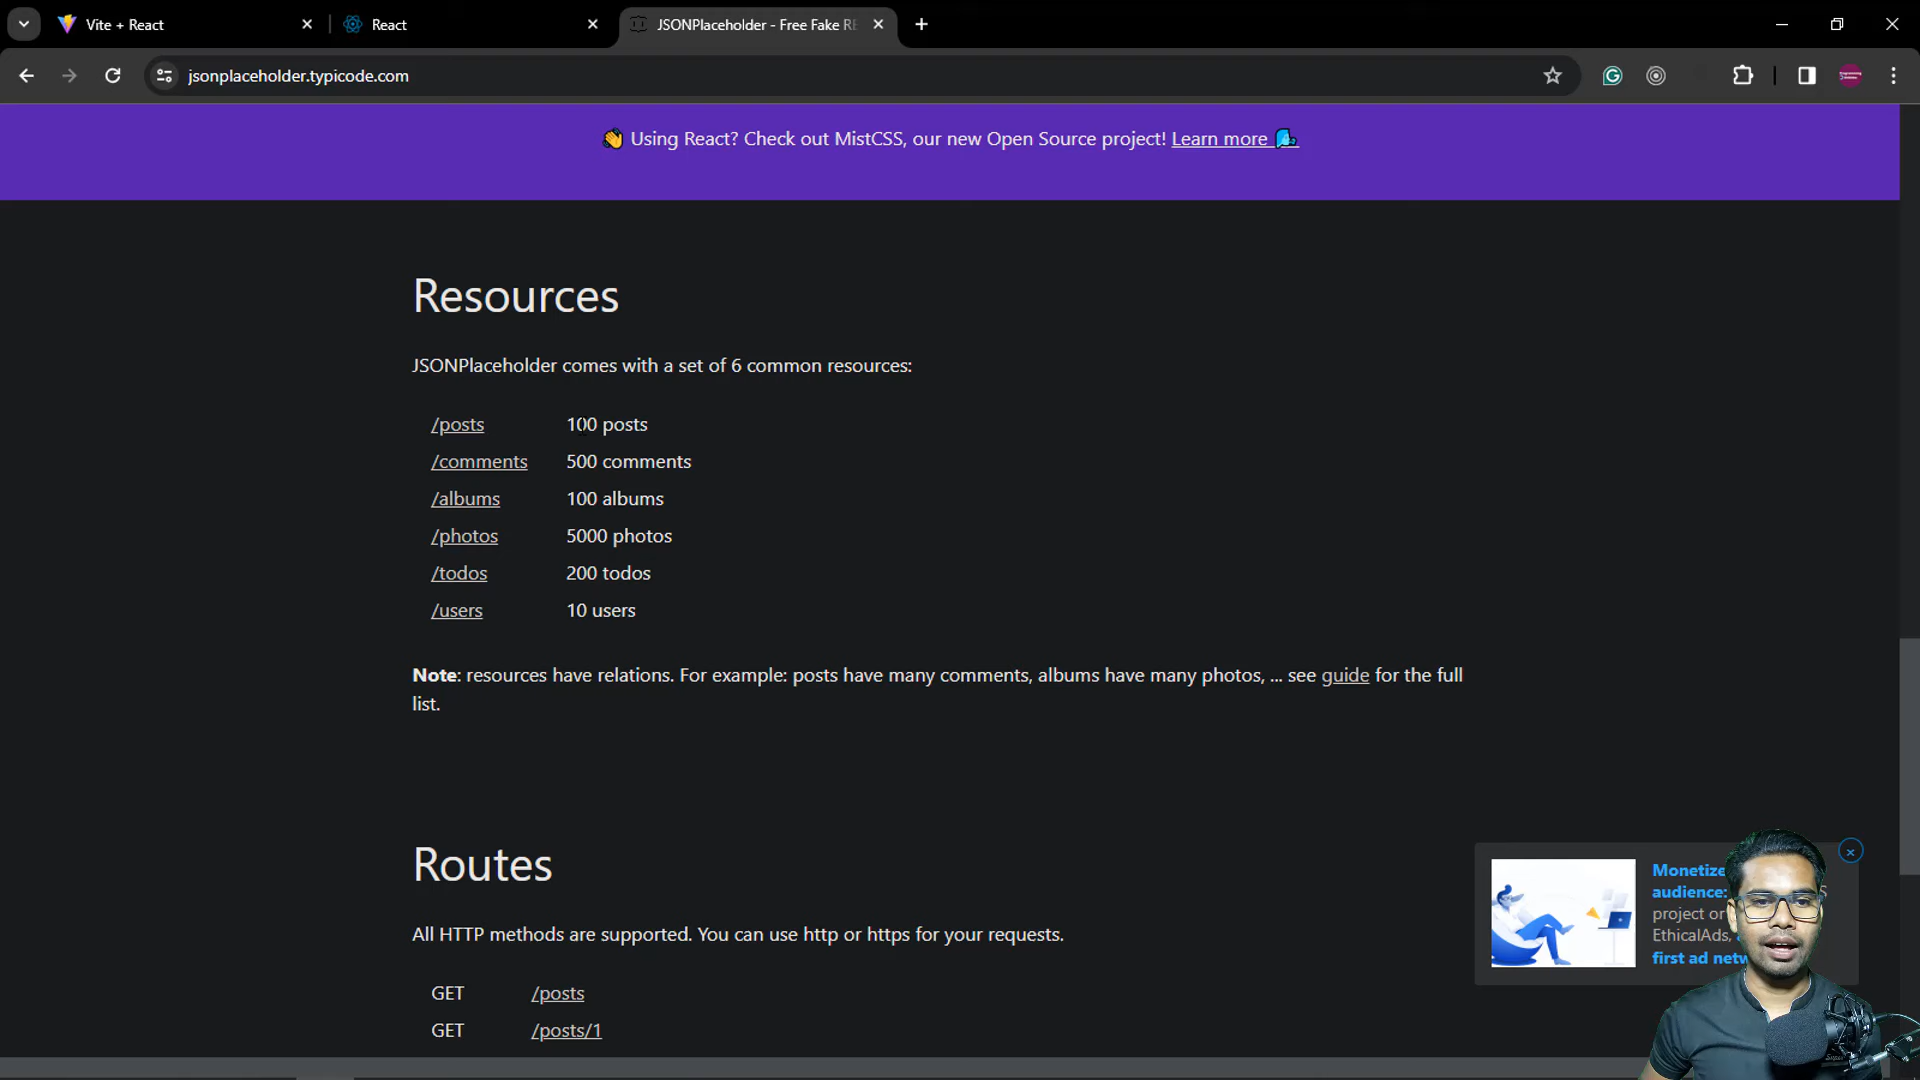 Vite + React
React
JSONPlaceholder - Free Fake RE
jsonplaceholder.typicode.com
👋 Using React? Check out MistCSS, our new Open Source project! Learn more 🌬️
Resources
JSONPlaceholder comes with a set of 6 common resources:
/posts 100 posts
/comments 500 comments
/albums 100 albums
/photos 5000 photos
/todos 200 todos
/users 10 users
Note: resources have relations. For example: posts have many comments, albums have many photos, ... see guide for the full
list.
Routes
All HTTP methods are supported. You can use http or https for your requests.
GET /posts
GET /posts/1
Monetize
audience:
project or
EthicalAds,
first ad